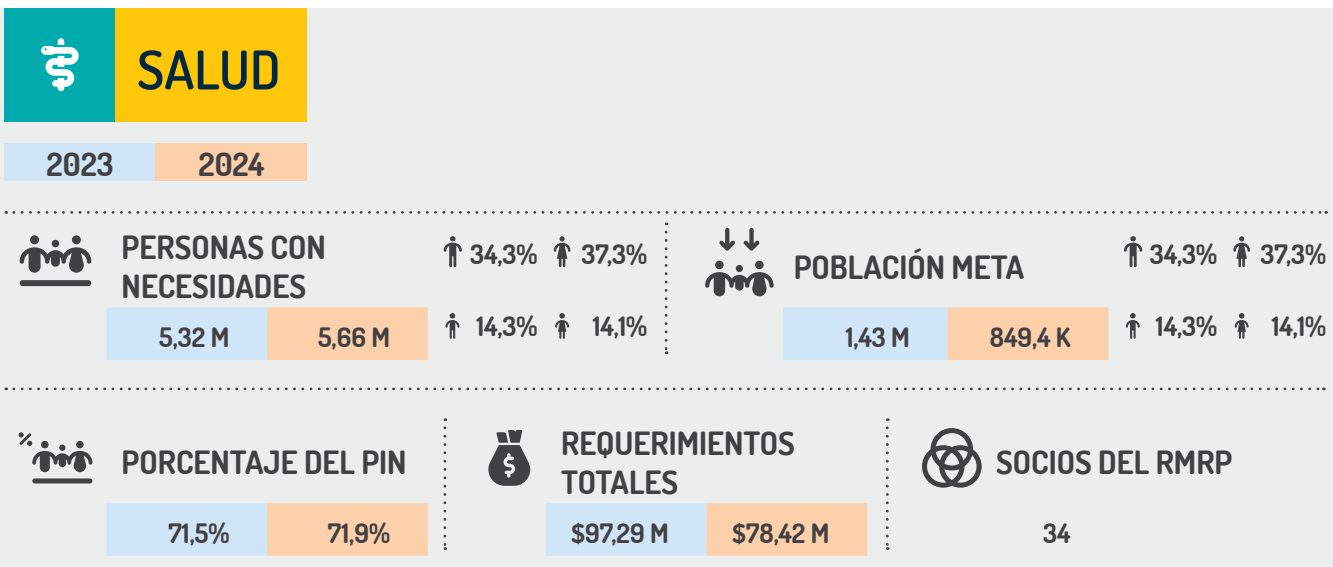 SALUD
2023 2024
PERSONAS CON
NECESIDADES
5,32 M 5,66 M
34,3% 37,3%
14,3% 14,1%
POBLACIÓN META
1,43 M 849,4 K
34,3% 37,3%
14,3% 14,1%
% PORCENTAJE DEL PIN
71,5% 71,9%
$ REQUERIMIENTOS
TOTALES
$97,29 M $78,42 M
SOCIOS DEL RMRP
34